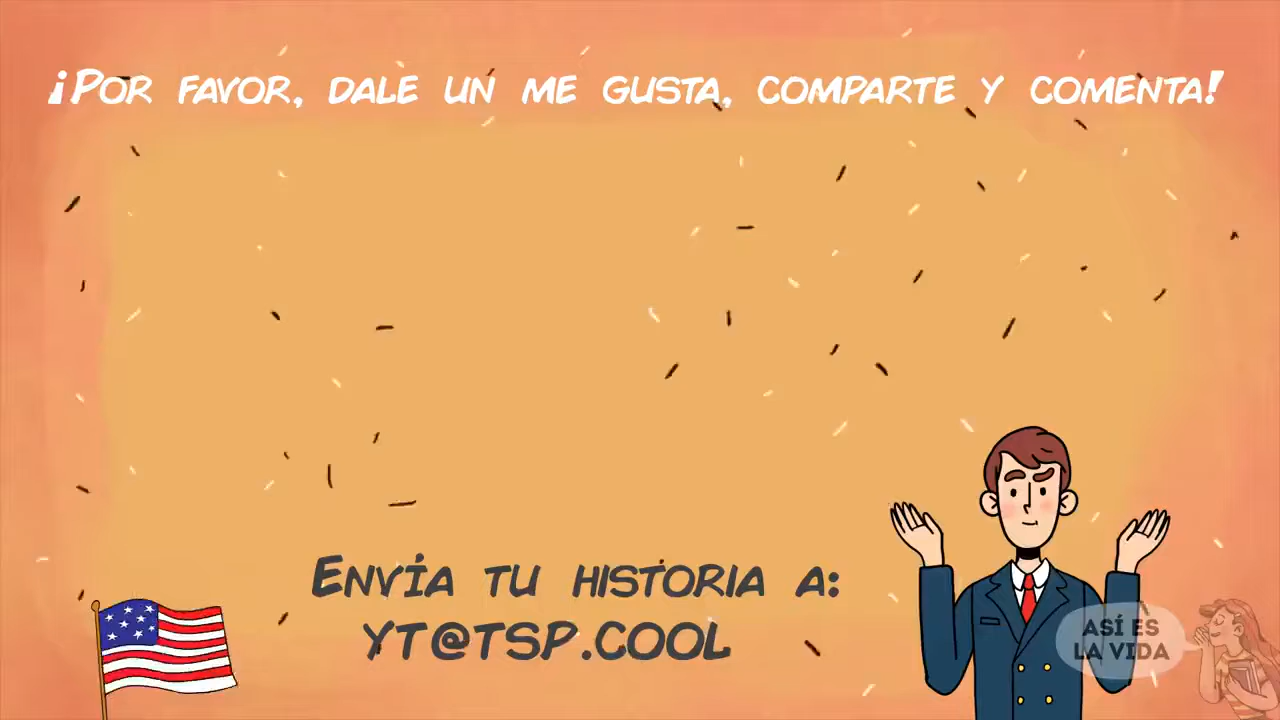 ¡POR FAVOR, DALE UN ME GUSTA, COMPARTE Y COMENTA!
ENVÍA TU HISTORIA A:
YT@TSP.COOL
ASÍ ES
LA VIDA